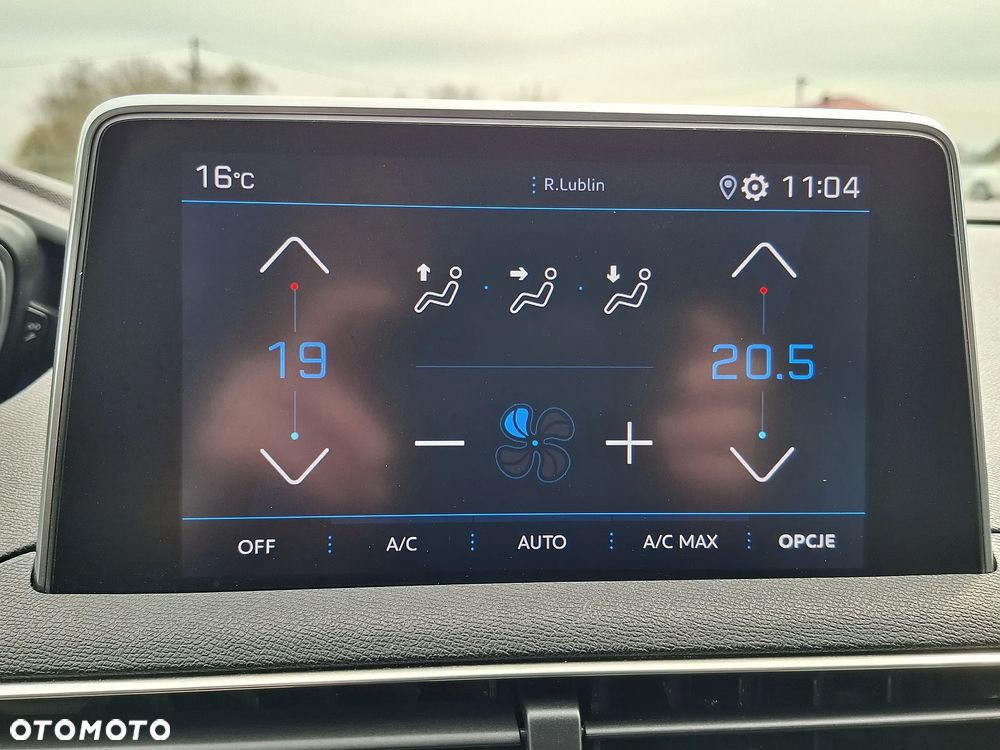 16°C
R.Lublin
11:04
19
20.5
OFF
A/C
AUTO
A/C MAX
OPCJE
OTOMOTO